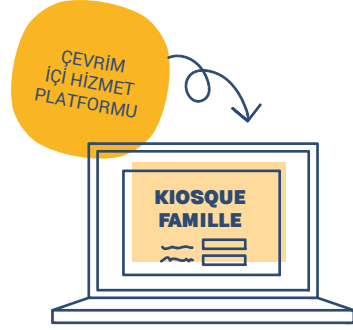 ÇEVRİM
İÇİ HİZMET
PLATFORMU
KIOSQUE
FAMILLE